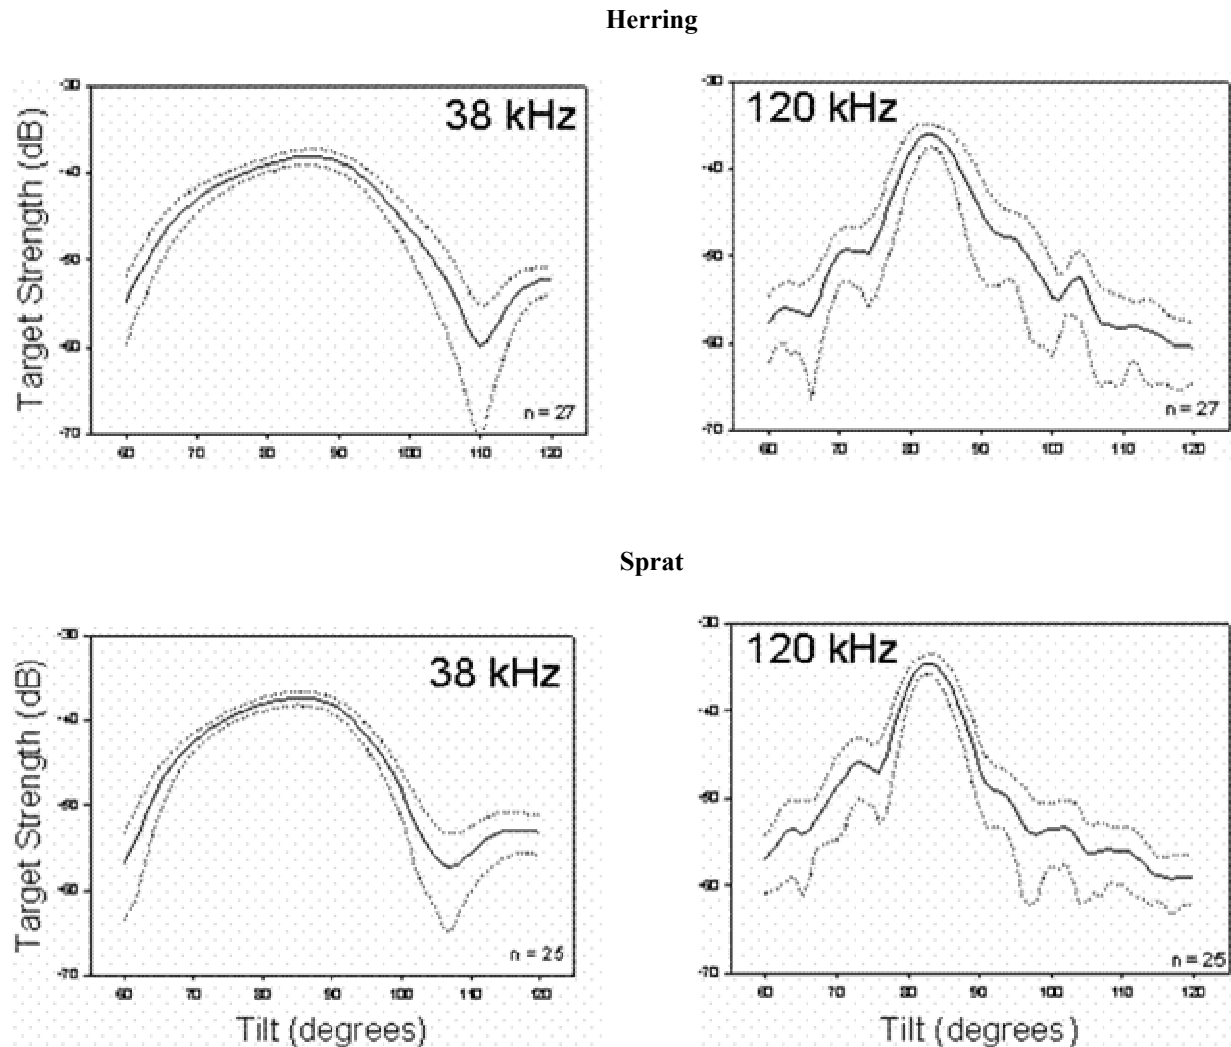 Herring
38 kHz
120 kHz
Target Strength (dB)
-30
-40
-50
-60
-70
n = 27
60 70 80 90 100 110 120
-30
-40
-50
-60
-70
n = 27
60 70 80 90 100 110 120
Sprat
38 kHz
120 kHz
Target Strength (dB)
-30
-40
-50
-60
-70
n = 25
60 70 80 90 100 110 120
Tilt (degrees)
-30
-40
-50
-60
-70
n = 25
60 70 80 90 100 110 120
Tilt (degrees )